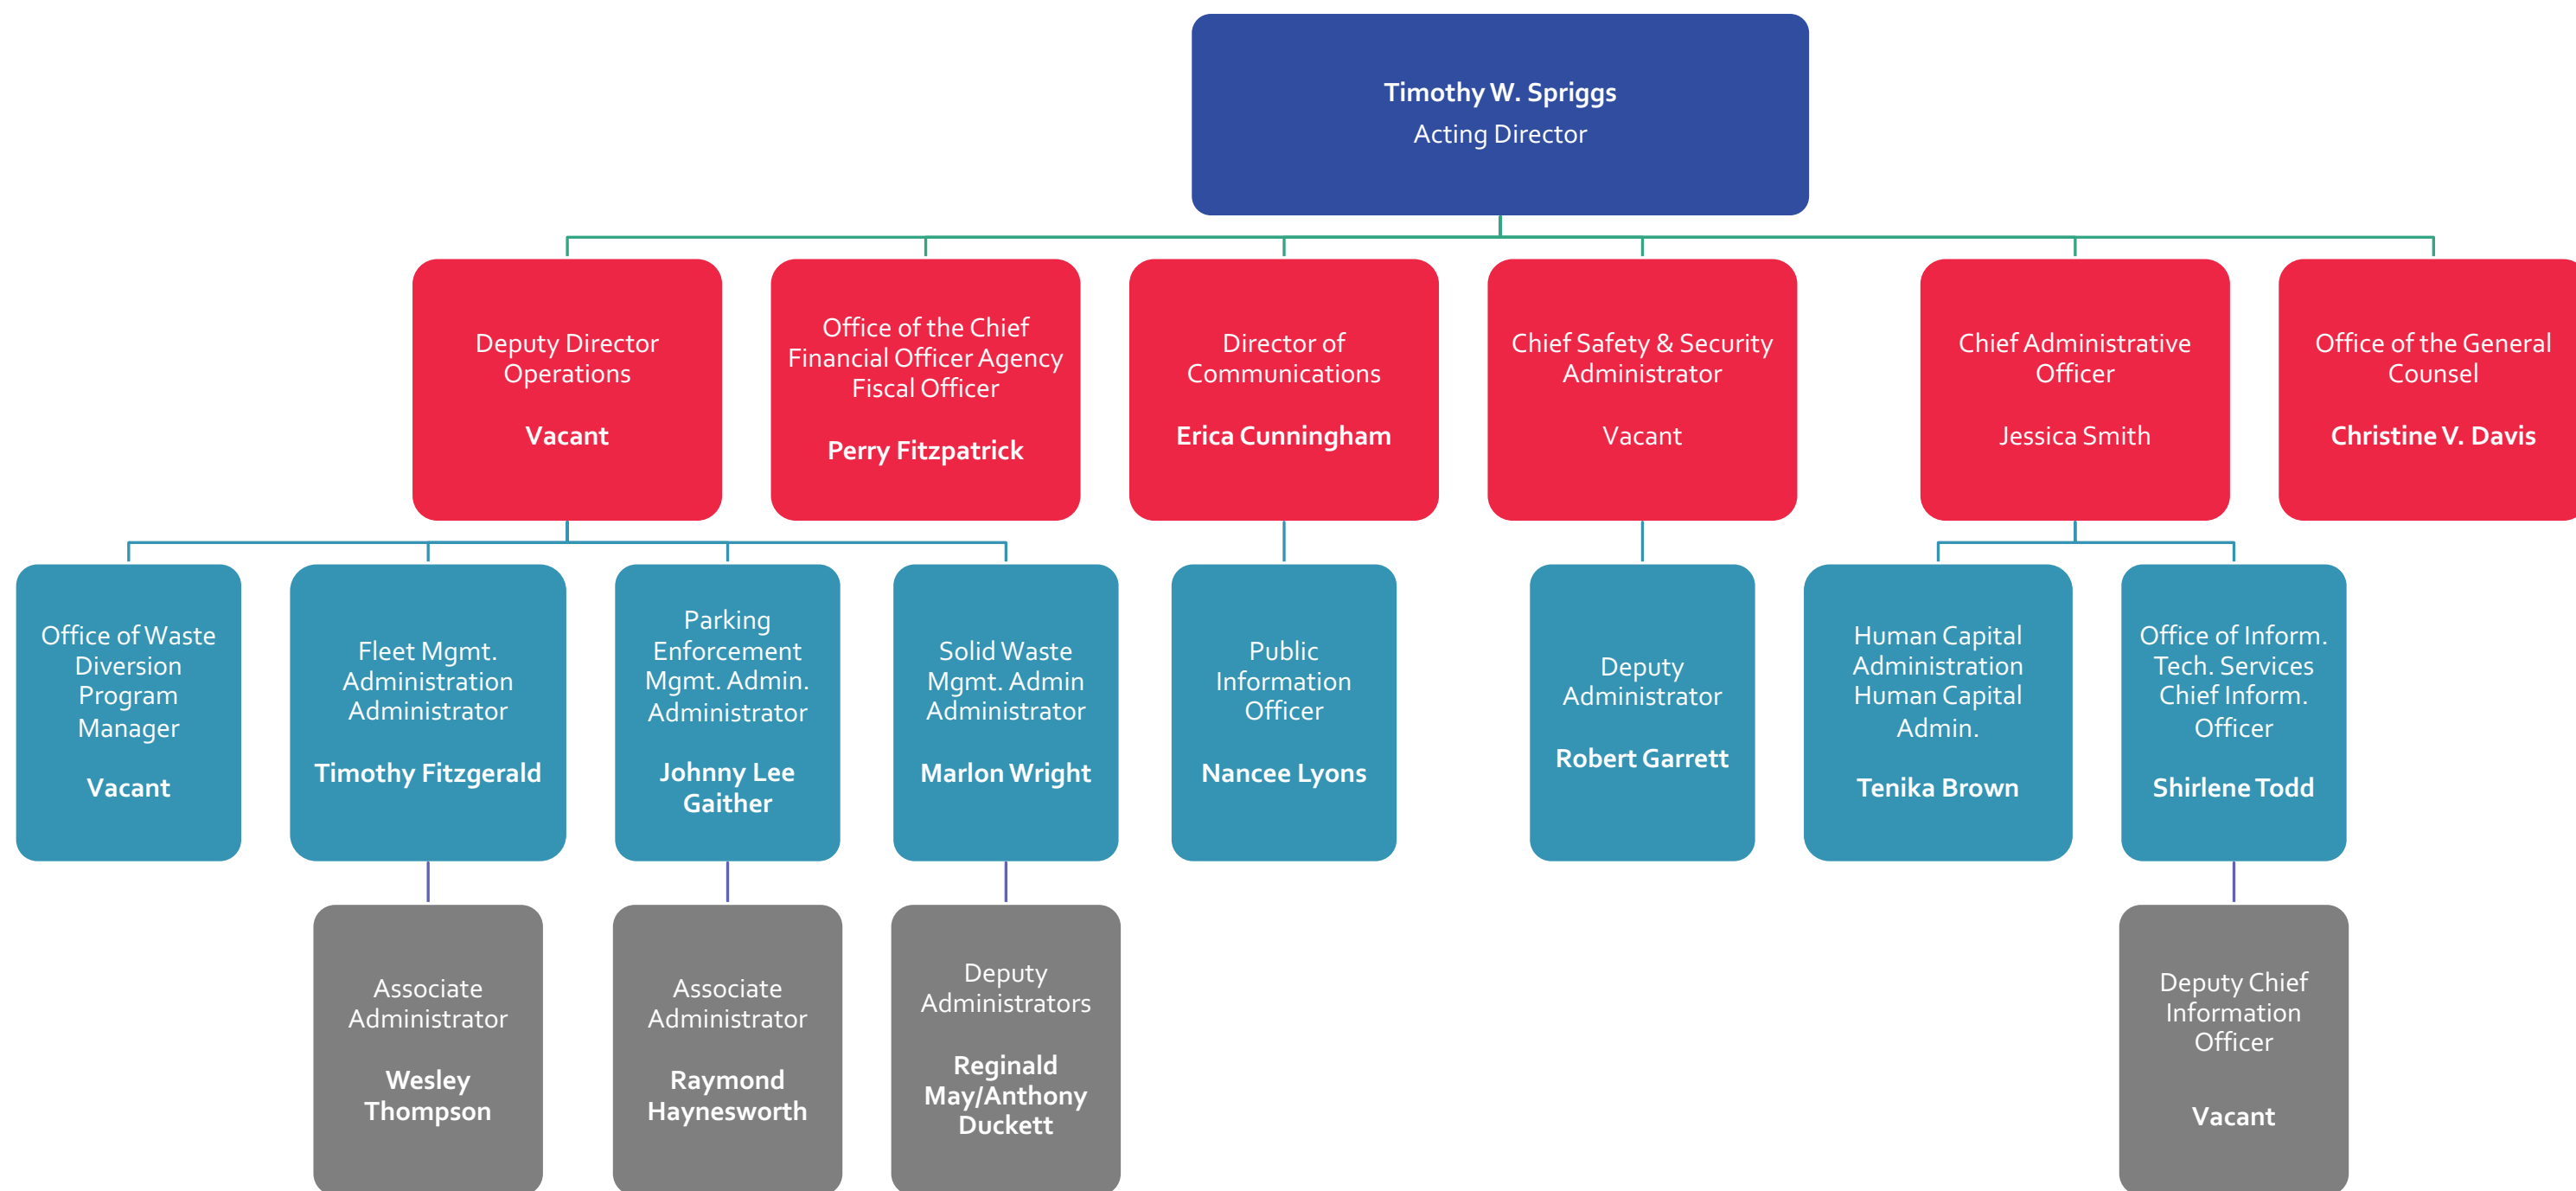 Timothy W. Spriggs
Acting Director
Deputy Director
Operations
Vacant
Office of the Chief
Financial Officer Agency
Fiscal Officer
Perry Fitzpatrick
Director of
Communications
Erica Cunningham
Chief Safety & Security
Administrator
Vacant
Chief Administrative
Officer
Jessica Smith
Office of the General
Counsel
Christine V. Davis
Office of Waste
Diversion
Program
Manager
Vacant
Fleet Mgmt.
Administration
Administrator
Timothy Fitzgerald
Parking
Enforcement
Mgmt. Admin.
Administrator
Johnny Lee
Gaither
Solid Waste
Mgmt. Admin
Administrator
Marlon Wright
Public
Information
Officer
Nancee Lyons
Deputy
Administrator
Robert Garrett
Human Capital
Administration
Human Capital
Admin.
Tenika Brown
Office of Inform.
Tech. Services
Chief Inform.
Officer
Shirlene Todd
Associate
Administrator
Wesley
Thompson
Associate
Administrator
Raymond
Haynesworth
Deputy
Administrators
Reginald
May/Anthony
Duckett
Deputy Chief
Information
Officer
Vacant